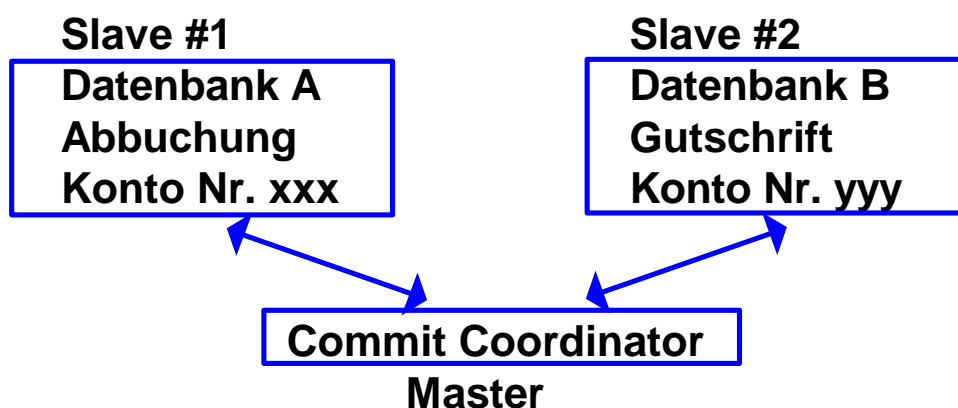 Slave #1
Datenbank A
Abbuchung
Konto Nr. xxx
Slave #2
Datenbank B
Gutschrift
Konto Nr. yyy
Commit Coordinator
Master